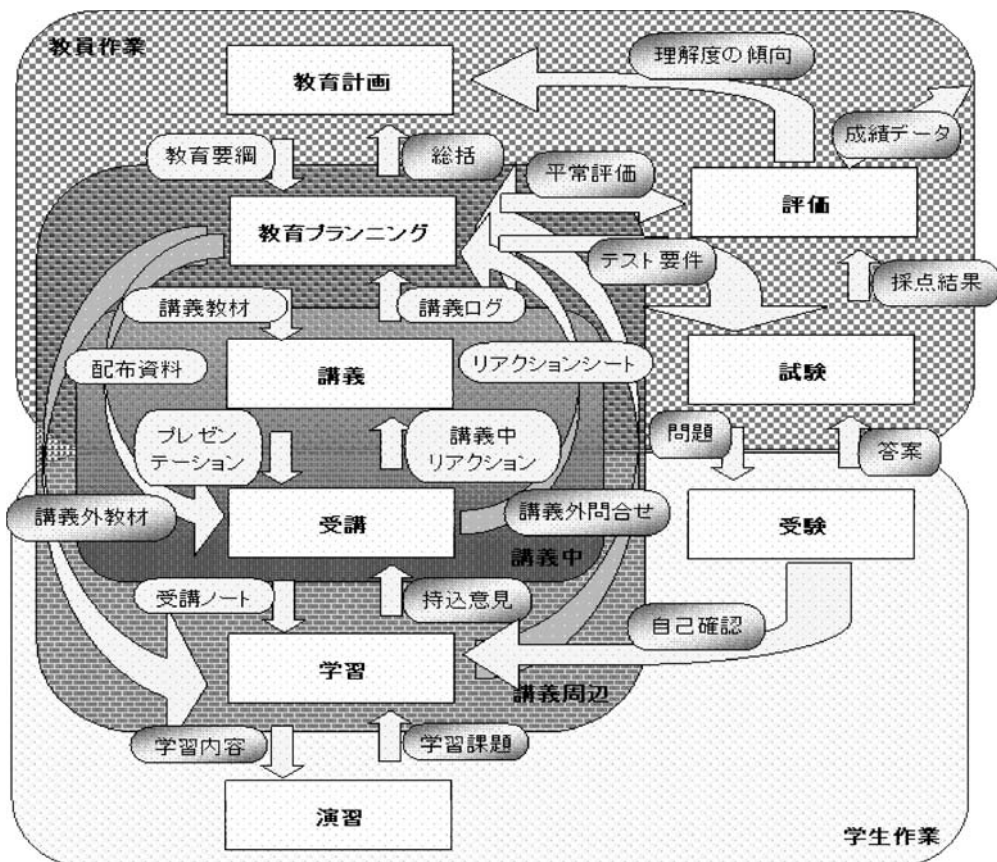 教員作業
教育計画
理解度の傾向
成績データ
教育要綱
総括
平常評価
評価
教育プランニング
テスト要件
採点結果
講義教材
講義ログ
配布資料
講義
リアクションシート
試験
プレゼン
テーション
講義中
リアクション
問題
答案
講義外教材
受講
講義外問合せ
受験
講義中
受講ノート
持込意見
自己確認
学習
講義周辺
学習内容
学習課題
演習
学生作業